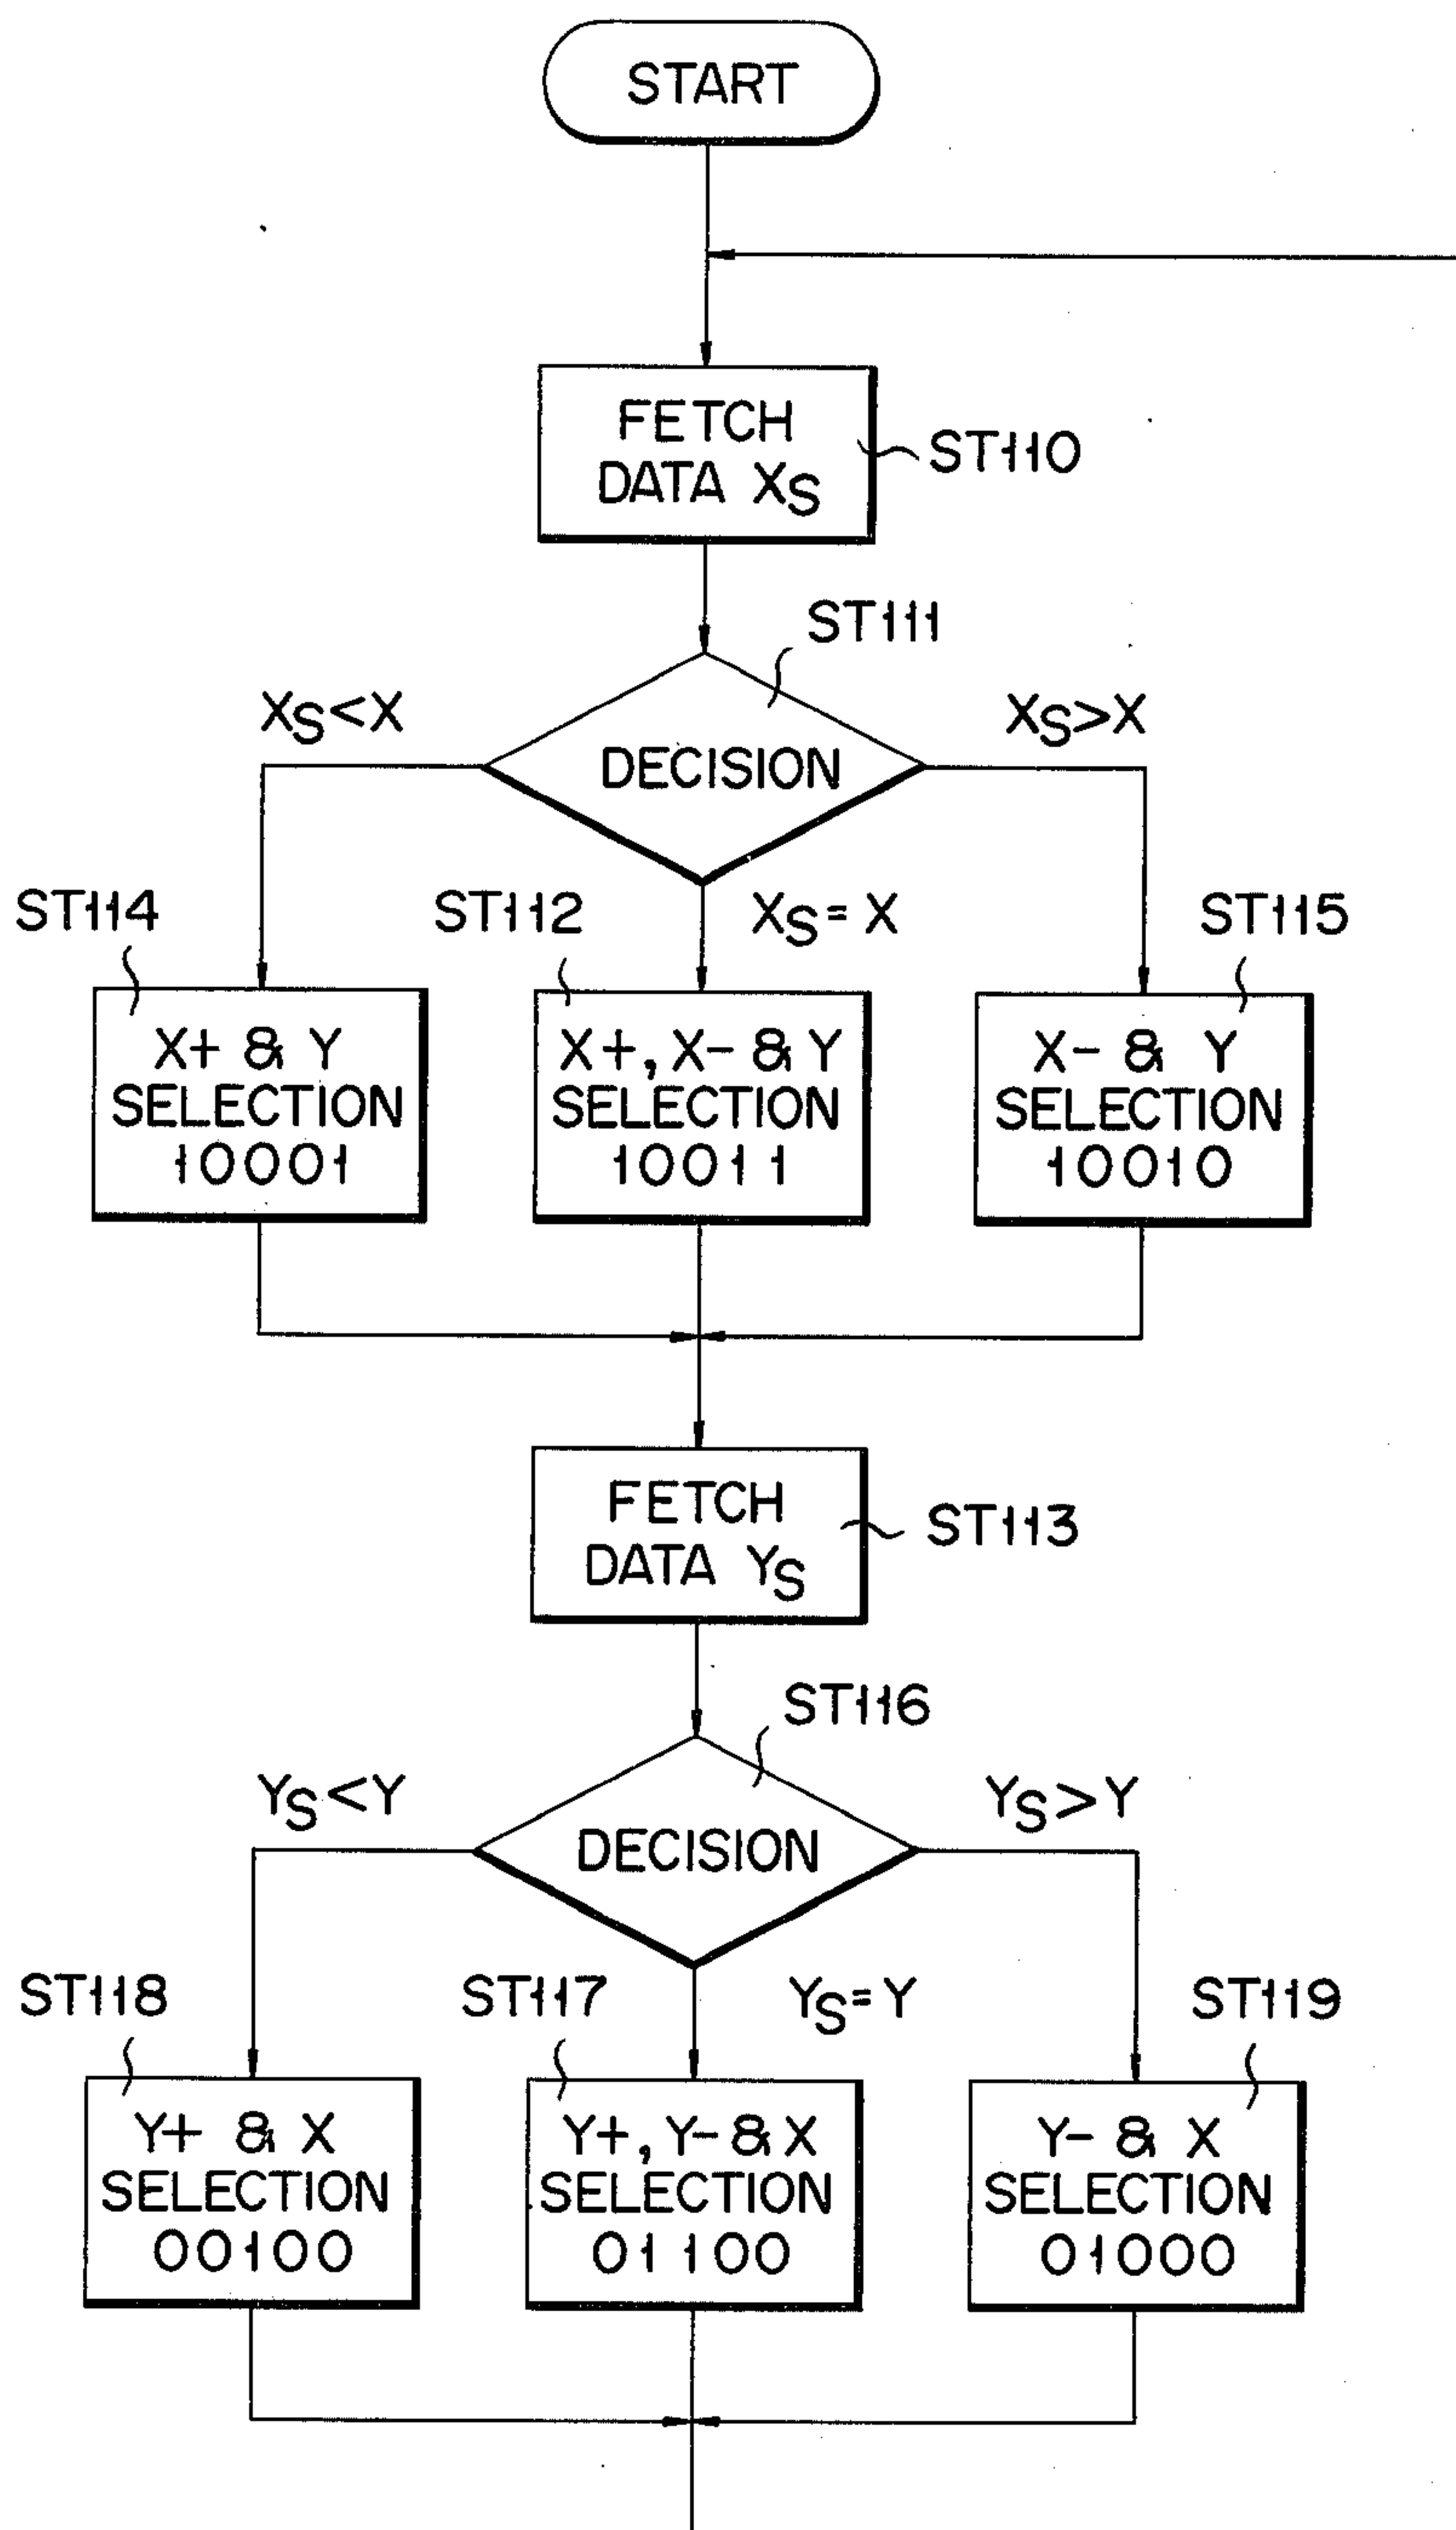 START
FETCH
DATA XS
ST110
ST111
XS<X
XS>X
DECISION
ST114
ST112
XS=X
ST115
X+ & Y
SELECTION
10001
X+, X- & Y
SELECTION
10011
X- & Y
SELECTION
10010
FETCH
DATA YS
ST113
ST116
YS<Y
YS>Y
DECISION
ST118
ST117
YS=Y
ST119
Y+ & X
SELECTION
00100
Y+, Y- & X
SELECTION
01100
Y- & X
SELECTION
01000